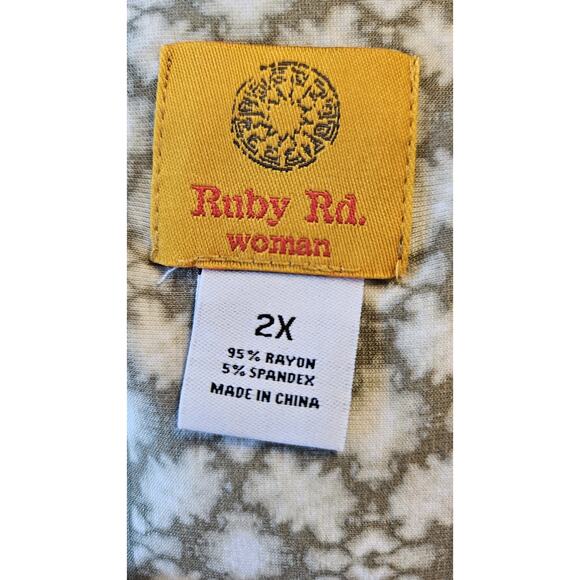 Ruby Rd.
woman
2X
95% RAYON
5% SPANDEX
MADE IN CHINA